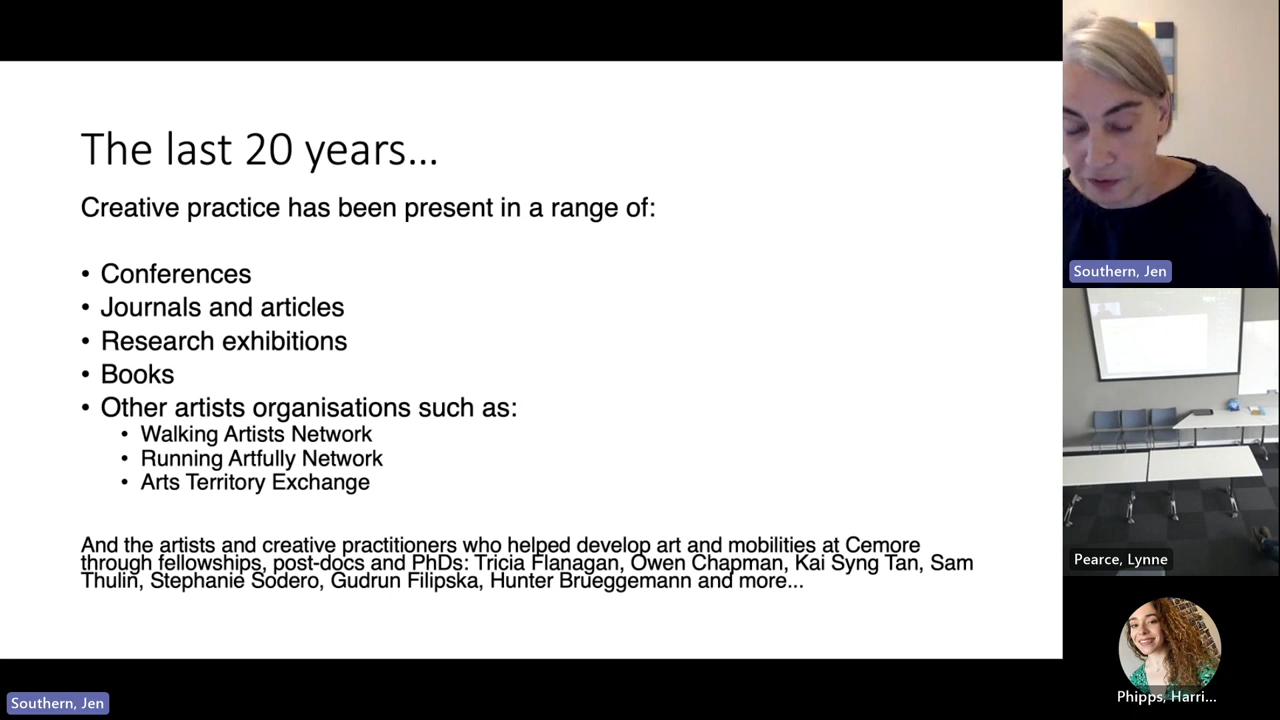 The last 20 years...
Creative practice has been present in a range of:
• Conferences
• Journals and articles
• Research exhibitions
• Books
• Other artists organisations such as:
• Walking Artists Network
• Running Artfully Network
• Arts Territory Exchange
And the artists and creative practitioners who helped develop art and mobilities at Cemore
through fellowships, post-docs and PhDs: Tricia Flanagan, Owen Chapman, Kai Syng Tan, Sam
Thulin, Stephanie Sodero, Gudrun Filipska, Hunter Brueggemann and more...
Southern, Jen
Southern, Jen
Pearce, Lynne
Phipps, Harri...